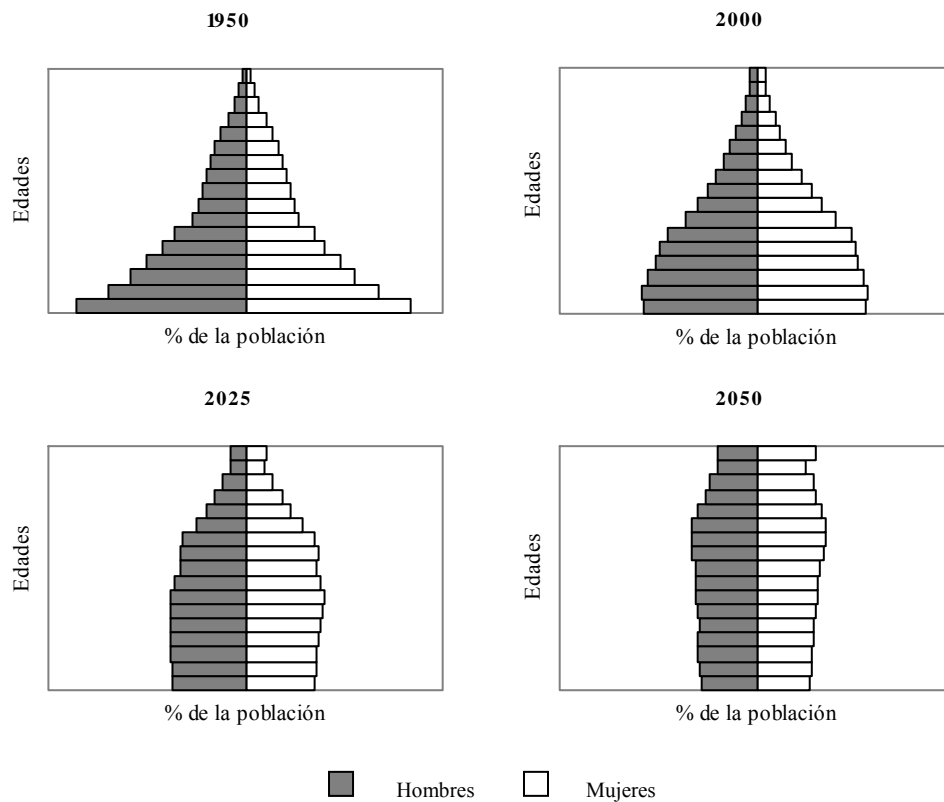 1950
2000
Edades
Edades
% de la población
% de la población
2025
2050
Edades
Edades
% de la población
% de la población
Hombres
Mujeres